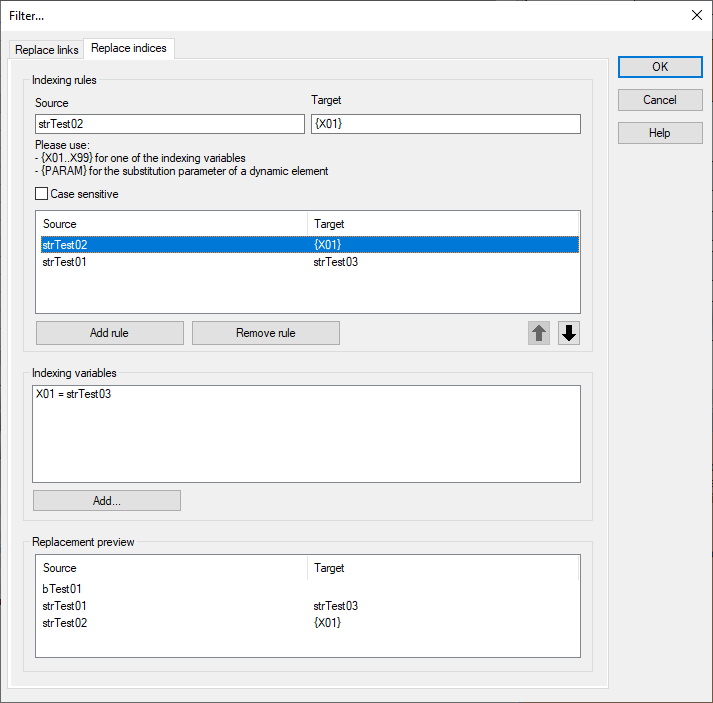 Filter...
Replace links
Replace indices
OK
Cancel
Help
Indexing rules
Source
Target
strTest02
{X01}
Please use:
- {X01..X99} for one of the indexing variables
- {PARAM} for the substitution parameter of a dynamic element
Case sensitive
Source Target
strTest02 {X01}
strTest01 strTest03
Add rule
Remove rule
Indexing variables
X01 = strTest03
Add...
Replacement preview
Source Target
bTest01
strTest01 strTest03
strTest02 {X01}